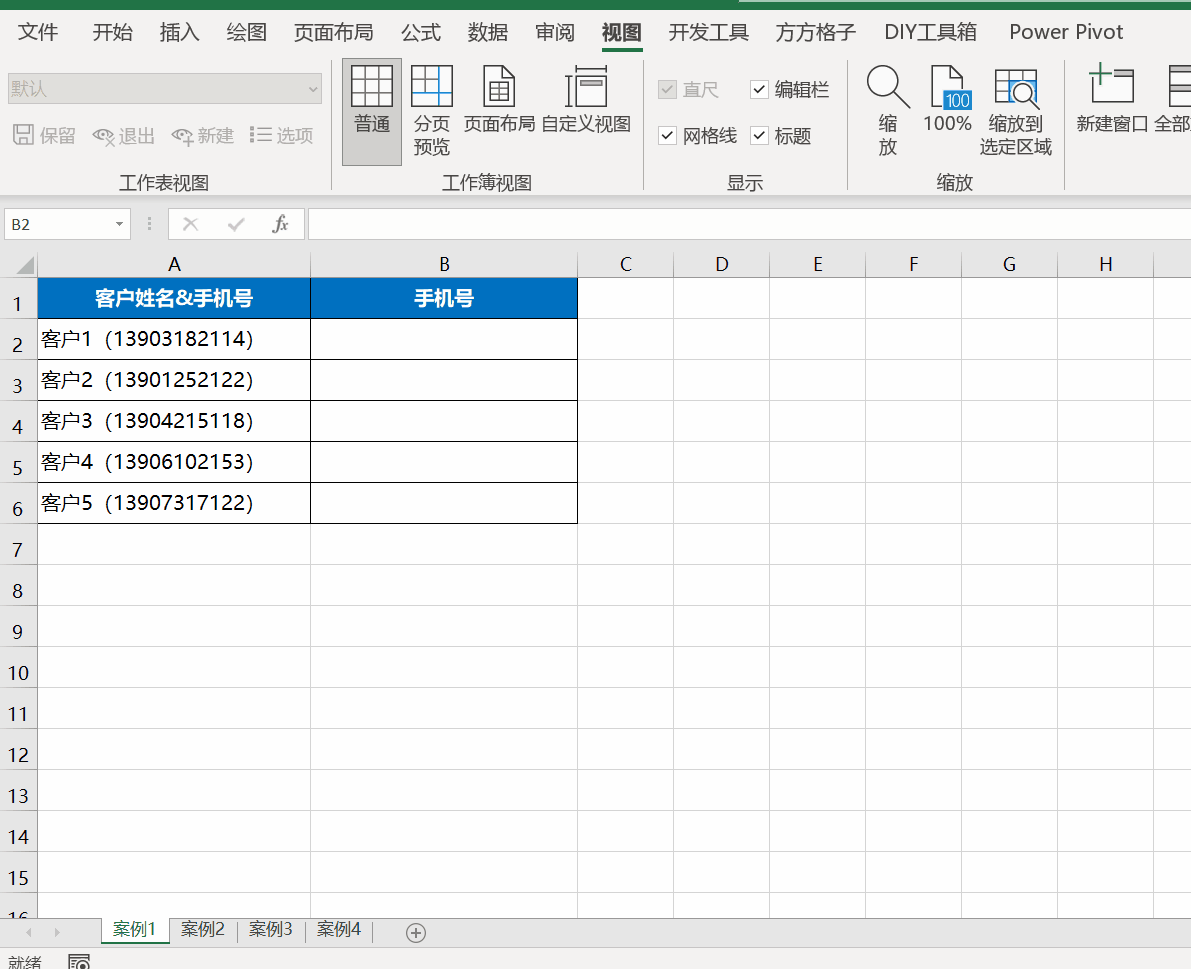 文件 开始 插入 绘图 页面布局 公式 数据 审阅 视图 开发工具 方方格子 DIY工具箱 Power Pivot
默认
保留 退出 新建 选项
工作表视图
普通 分页预览 页面布局 自定义视图
工作簿视图
直尺 编辑栏
网格线 标题
显示
缩放 100 100% 缩放到选定区域
缩放
新建窗口 全部
B2 fx
A B C D E F G H
1 客户姓名&手机号 手机号
2 客户1（13903182114）
3 客户2（13901252122）
4 客户3（13904215118）
5 客户4（13906102153）
6 客户5（13907317122）
7
8
9
10
11
12
13
14
15
16
案例1 案例2 案例3 案例4
就绪